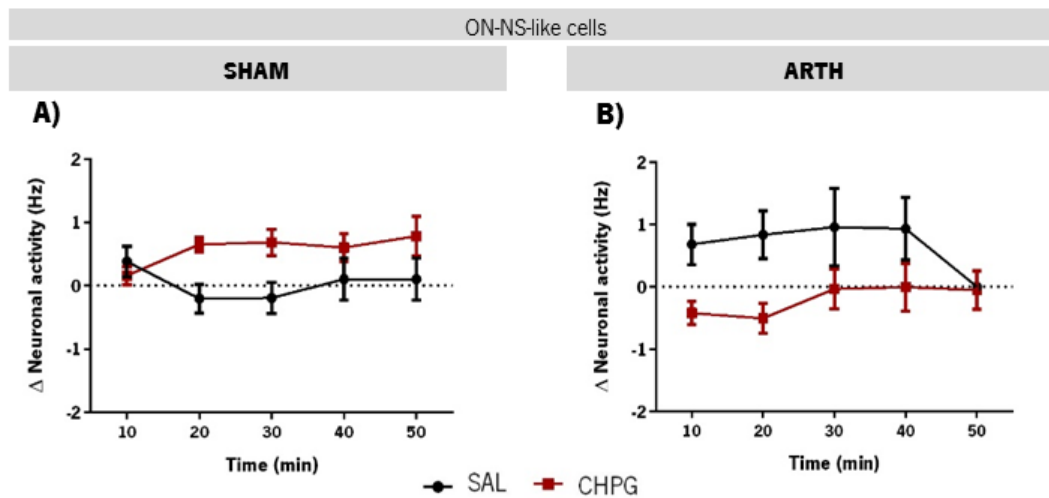 ON-NS-like cells
SHAM
ARTH
A)
B)
2
1
0
-1
-2
Δ Neuronal activity (Hz)
10 20 30 40 50
Time (min)
2
1
0
-1
-2
Δ Neuronal activity (Hz)
10 20 30 40 50
Time (min)
SAL CHPG